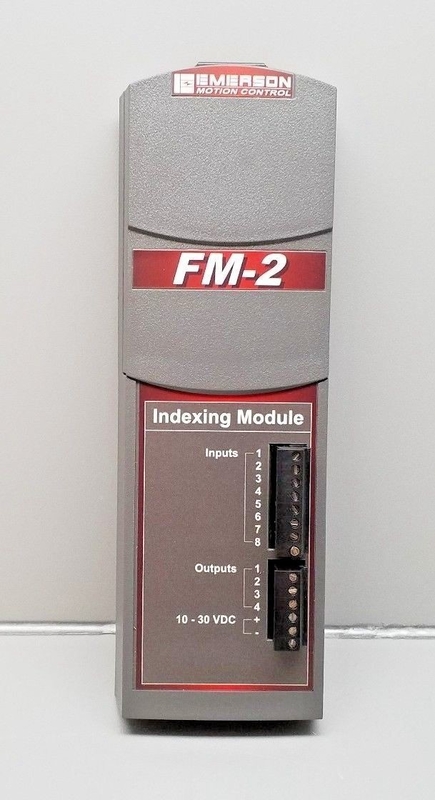 EMERSON
MOTION CONTROL
FM-2
Indexing Module
Inputs 1
2
3
4
5
6
7
8
Outputs 1
2
3
4
10 - 30 VDC +
-